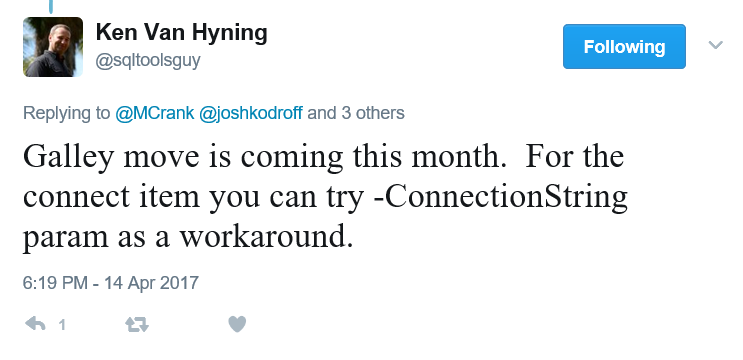 Ken Van Hyning
@sqltoolsguy
Following
Replying to @MCrank @joshkodroff and 3 others
Galley move is coming this month.  For the
connect item you can try -ConnectionString
param as a workaround.
6:19 PM - 14 Apr 2017
1